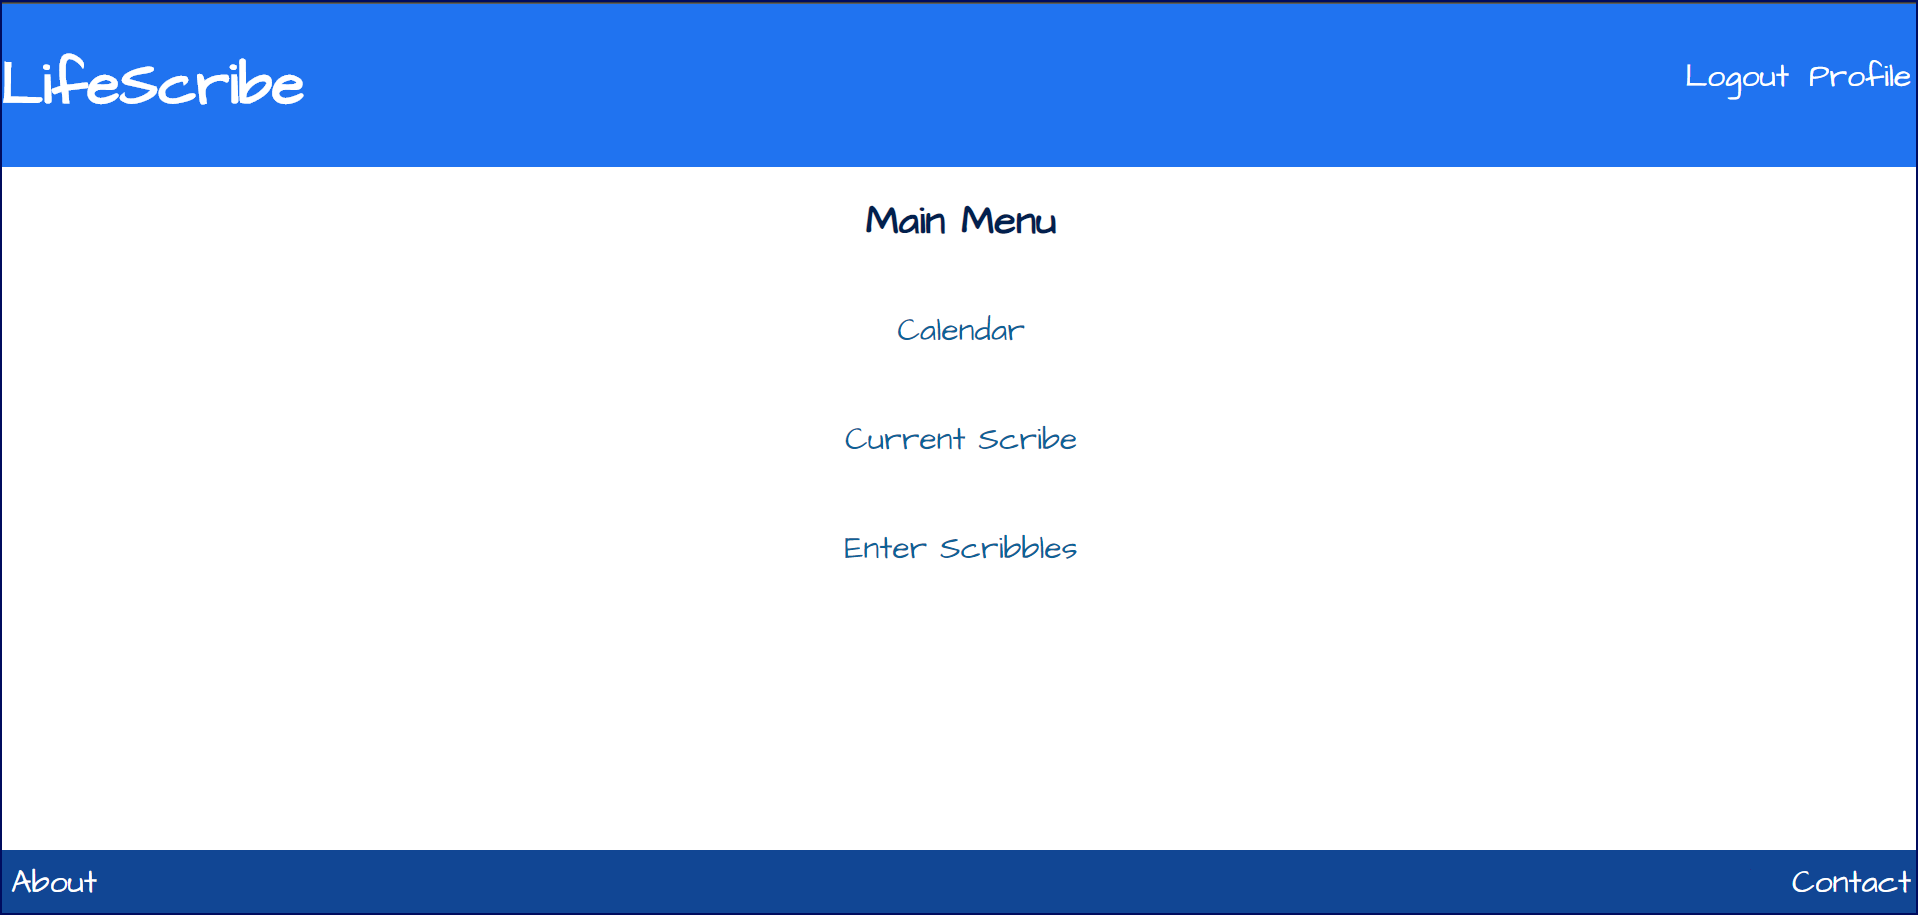 LifeScribe
Logout Profile
Main Menu
Calendar
Current Scribe
Enter Scribbles
About
Contact